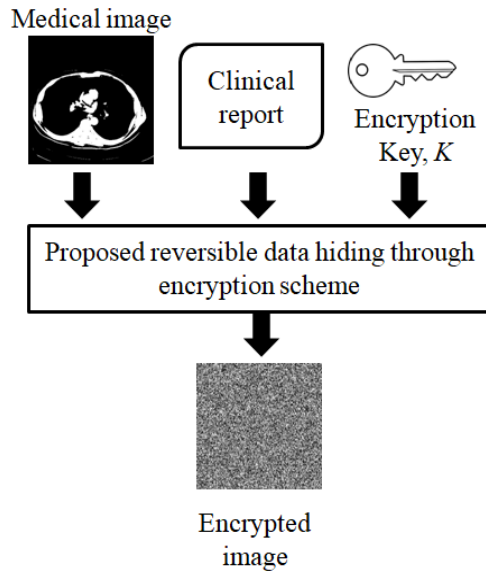 Medical image
Clinical
report
Encryption
Key, K
Proposed reversible data hiding through
encryption scheme
Encrypted
image